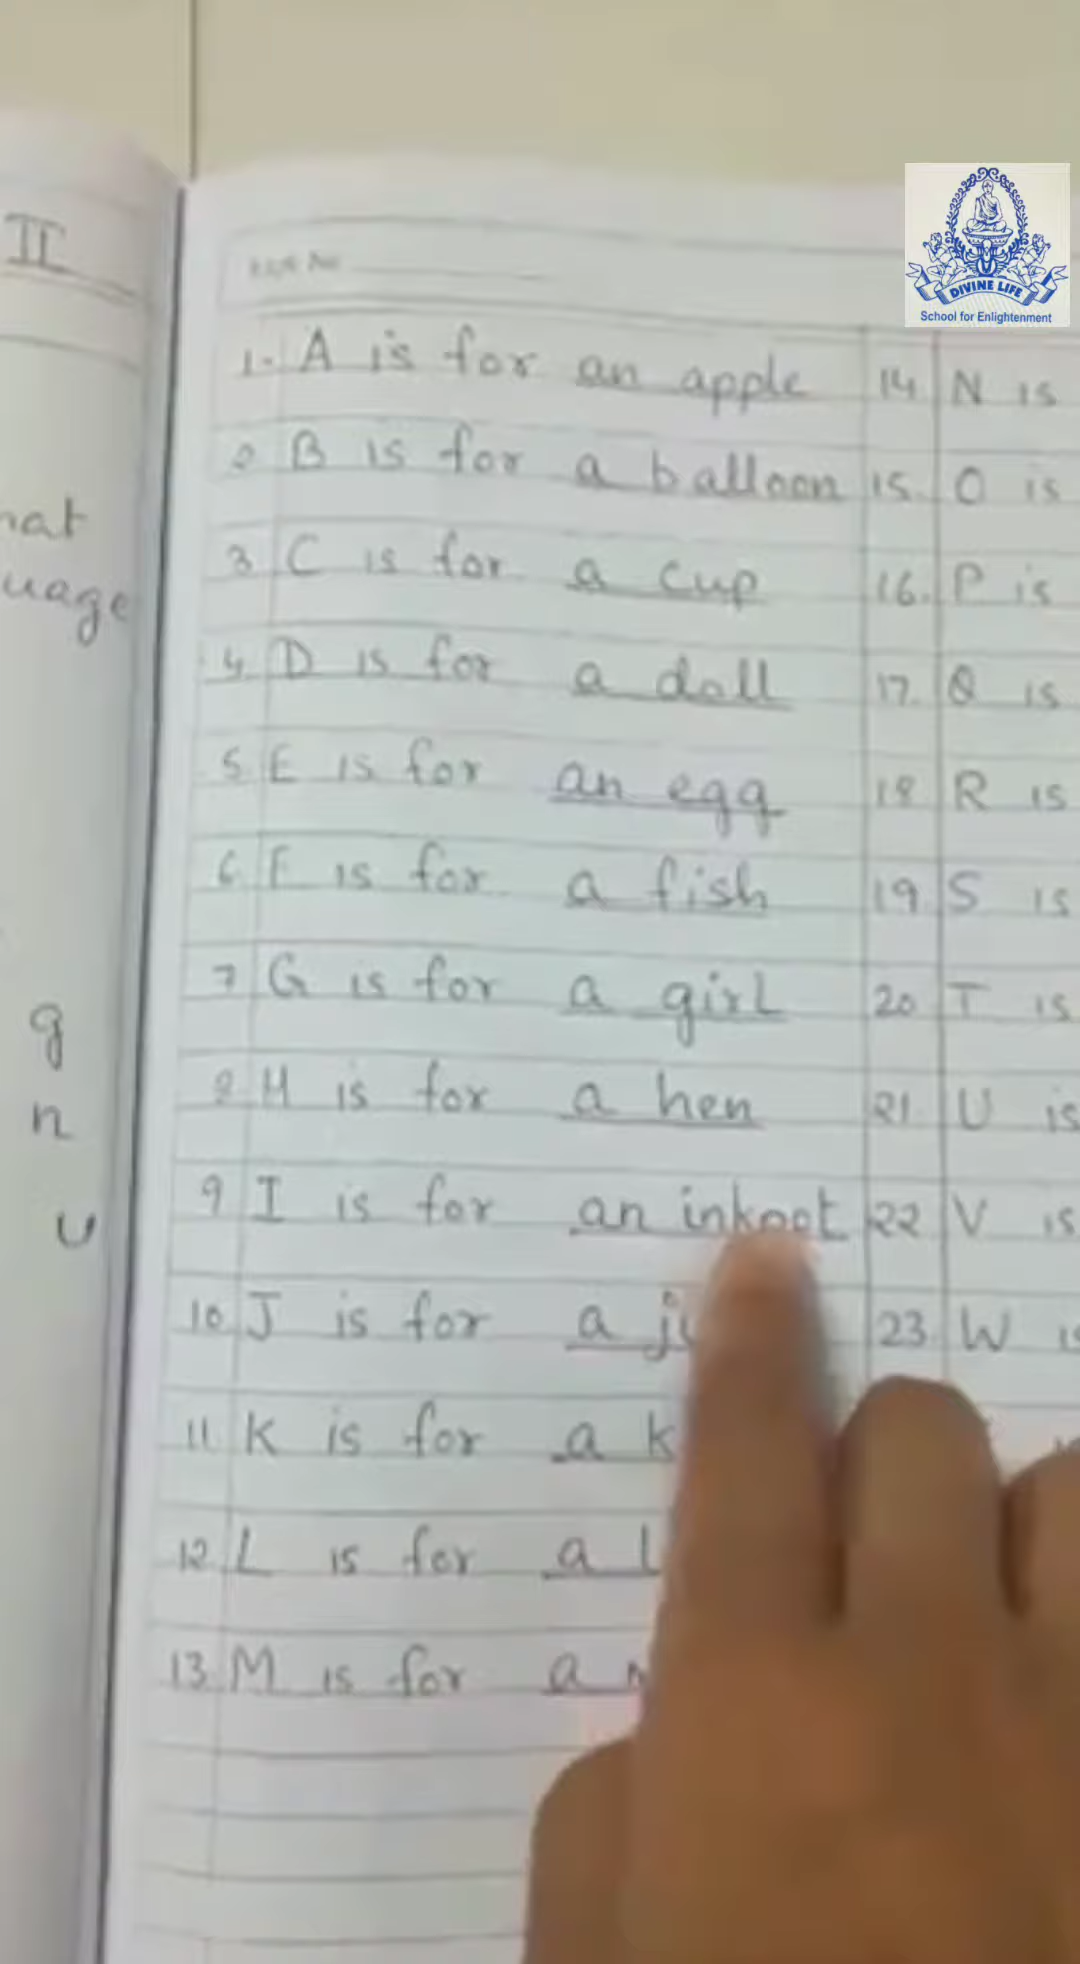 II
uage
g
n
u
Expt. No.
1. A is for an apple
2 B is for a balloon
3 C is for a cup
4. D is for a doll
5 E is for an egg
6 F is for a fish
7 G is for a girl
8 H is for a hen
9 I is for an inkpot
10. J is for a
11 K is for a k
12. L is for a l
13. M is for a
14. N is
15. O is
16. P is
17. Q is
18 R is
19. S is
20 T is
21. U is
22 V is
23. W is
DIVINE LIFE
School for Enlightenment